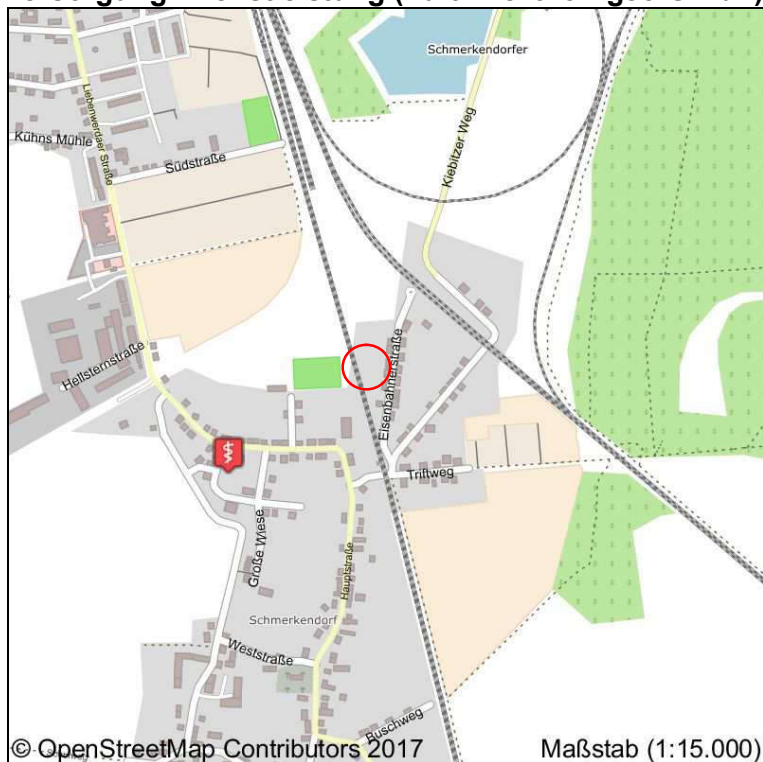 Schmerkendorfer
Liebenwerdaer Straße
Kühns Mühle
Südstraße
Kiebitzer Weg
Hellsternstraße
Eisenbahnerstraße
Triftweg
Große Wiese
Hauptstraße
Schmerkendorf
Weststraße
Buschweg
© OpenStreetMap Contributors 2017
Maßstab (1:15.000)